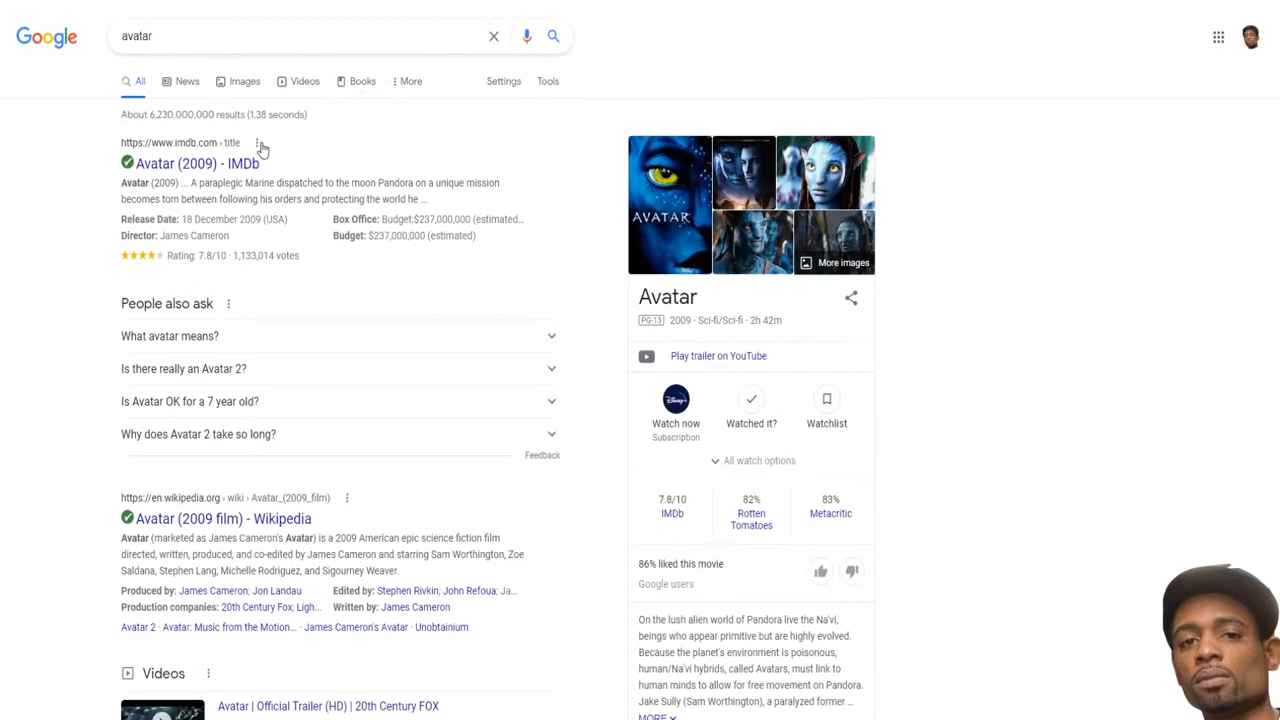 Google
avatar
All
News
Images
Videos
Books
More
Settings
Tools
About 6,230,000,000 results (1.38 seconds)
https://www.imdb.com › title
Avatar (2009) - IMDb
Avatar (2009) ... A paraplegic Marine dispatched to the moon Pandora on a unique mission
becomes torn between following his orders and protecting the world he ...
Release Date: 18 December 2009 (USA)
Box Office: Budget:$237,000,000 (estimated...
Director: James Cameron
Budget: $237,000,000 (estimated)
Rating: 7.8/10 · 1,133,014 votes
People also ask
What avatar means?
Is there really an Avatar 2?
Is Avatar OK for a 7 year old?
Why does Avatar 2 take so long?
Feedback
https://en.wikipedia.org › wiki › Avatar_(2009_film)
Avatar (2009 film) - Wikipedia
Avatar (marketed as James Cameron's Avatar) is a 2009 American epic science fiction film
directed, written, produced, and co-edited by James Cameron and starring Sam Worthington, Zoe
Saldana, Stephen Lang, Michelle Rodriguez, and Sigourney Weaver.
Produced by: James Cameron; Jon Landau
Edited by: Stephen Rivkin; John Refoua; Ja...
Production companies: 20th Century Fox; Ligh...
Written by: James Cameron
Avatar 2 · Avatar: Music from the Motion... · James Cameron's Avatar · Unobtainium
Videos
Avatar | Official Trailer (HD) | 20th Century FOX
AVATAR
More images
Avatar
PG-13 2009 · Sci-fi/Sci-fi · 2h 42m
Play trailer on YouTube
Disney+
Watch now
Subscription
Watched it?
Watchlist
All watch options
7.8/10
IMDb
82%
Rotten
Tomatoes
83%
Metacritic
86% liked this movie
Google users
On the lush alien world of Pandora live the Na'vi,
beings who appear primitive but are highly evolved.
Because the planet's environment is poisonous,
human/Na'vi hybrids, called Avatars, must link to
human minds to allow for free movement on Pandora.
Jake Sully (Sam Worthington), a paralyzed former ...
MORE